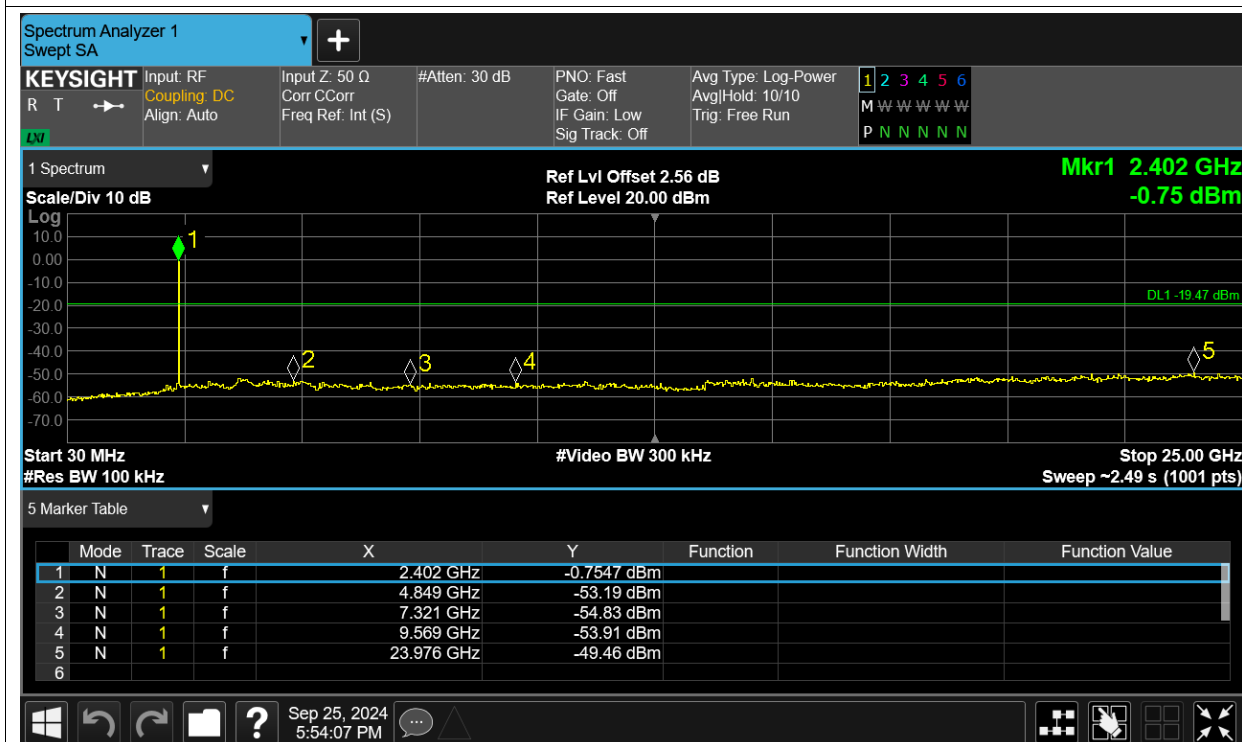 Spectrum Analyzer 1
Swept SA
+
KEYSIGHT
R T
LXI
Input: RF
Coupling: DC
Align: Auto
Input Z: 50 Ω
Corr CCorr
Freq Ref: Int (S)
#Atten: 30 dB
PNO: Fast
Gate: Off
IF Gain: Low
Sig Track: Off
Avg Type: Log-Power
Avg|Hold: 10/10
Trig: Free Run
1 2 3 4 5 6
M W W W W W
P N N N N N
1 Spectrum
Scale/Div 10 dB
Ref Lvl Offset 2.56 dB
Ref Level 20.00 dBm
Mkr1 2.402 GHz
-0.75 dBm
Log
10.0
0.00
-10.0
-20.0
-30.0
-40.0
-50.0
-60.0
-70.0
1
DL1 -19.47 dBm
2
3
4
5
Start 30 MHz
#Video BW 300 kHz
Stop 25.00 GHz
#Res BW 100 kHz
Sweep ~2.49 s (1001 pts)
5 Marker Table
Mode Trace Scale X Y Function Function Width Function Value
1 N 1 f 2.402 GHz -0.7547 dBm
2 N 1 f 4.849 GHz -53.19 dBm
3 N 1 f 7.321 GHz -54.83 dBm
4 N 1 f 9.569 GHz -53.91 dBm
5 N 1 f 23.976 GHz -49.46 dBm
6
?
Sep 25, 2024
5:54:07 PM